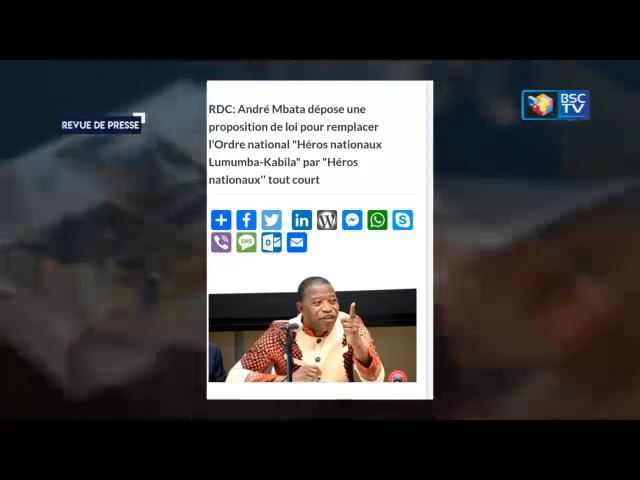 REVUE DE PRESSE
BSC
TV
RDC: André Mbata dépose une
proposition de loi pour remplacer
l'Ordre national "Héros nationaux
Lumumba-Kabila" par "Héros
nationaux'' tout court
SMS